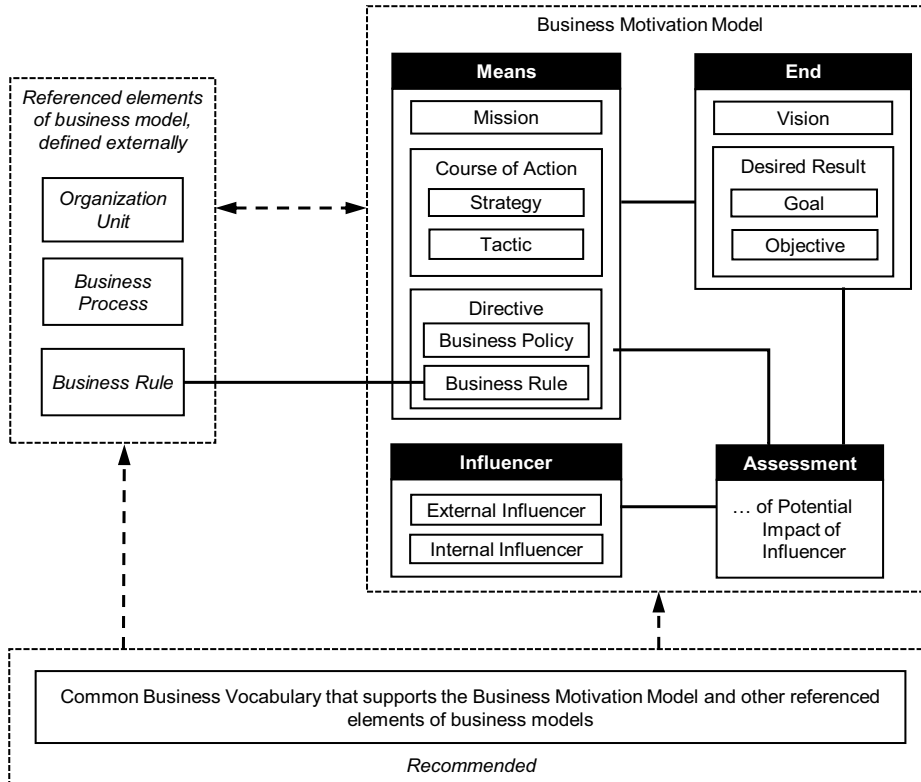 Business Motivation Model
Referenced elements
of business model,
defined externally
Organization
Unit
Business
Process
Business Rule
Means
Mission
Course of Action
Strategy
Tactic
Directive
Business Policy
Business Rule
End
Vision
Desired Result
Goal
Objective
Influencer
External Influencer
Internal Influencer
Assessment
… of Potential
Impact of
Influencer
Common Business Vocabulary that supports the Business Motivation Model and other referenced
elements of business models
Recommended